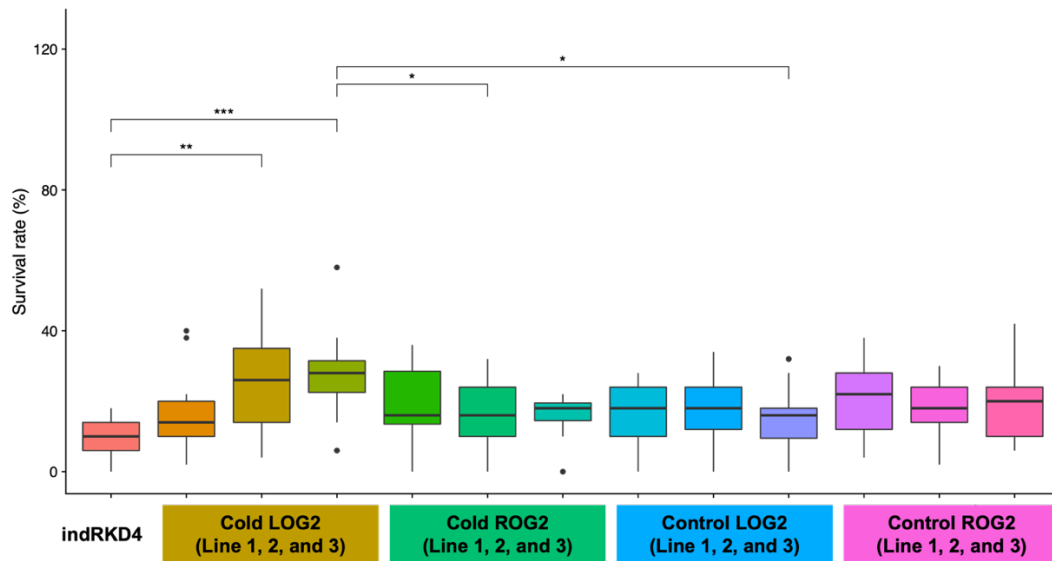 120
*
*
***
**
80
Survival rate (%)
40
0
indRKD4
Cold LOG2
(Line 1, 2, and 3)
Cold ROG2
(Line 1, 2, and 3)
Control LOG2
(Line 1, 2, and 3)
Control ROG2
(Line 1, 2, and 3)